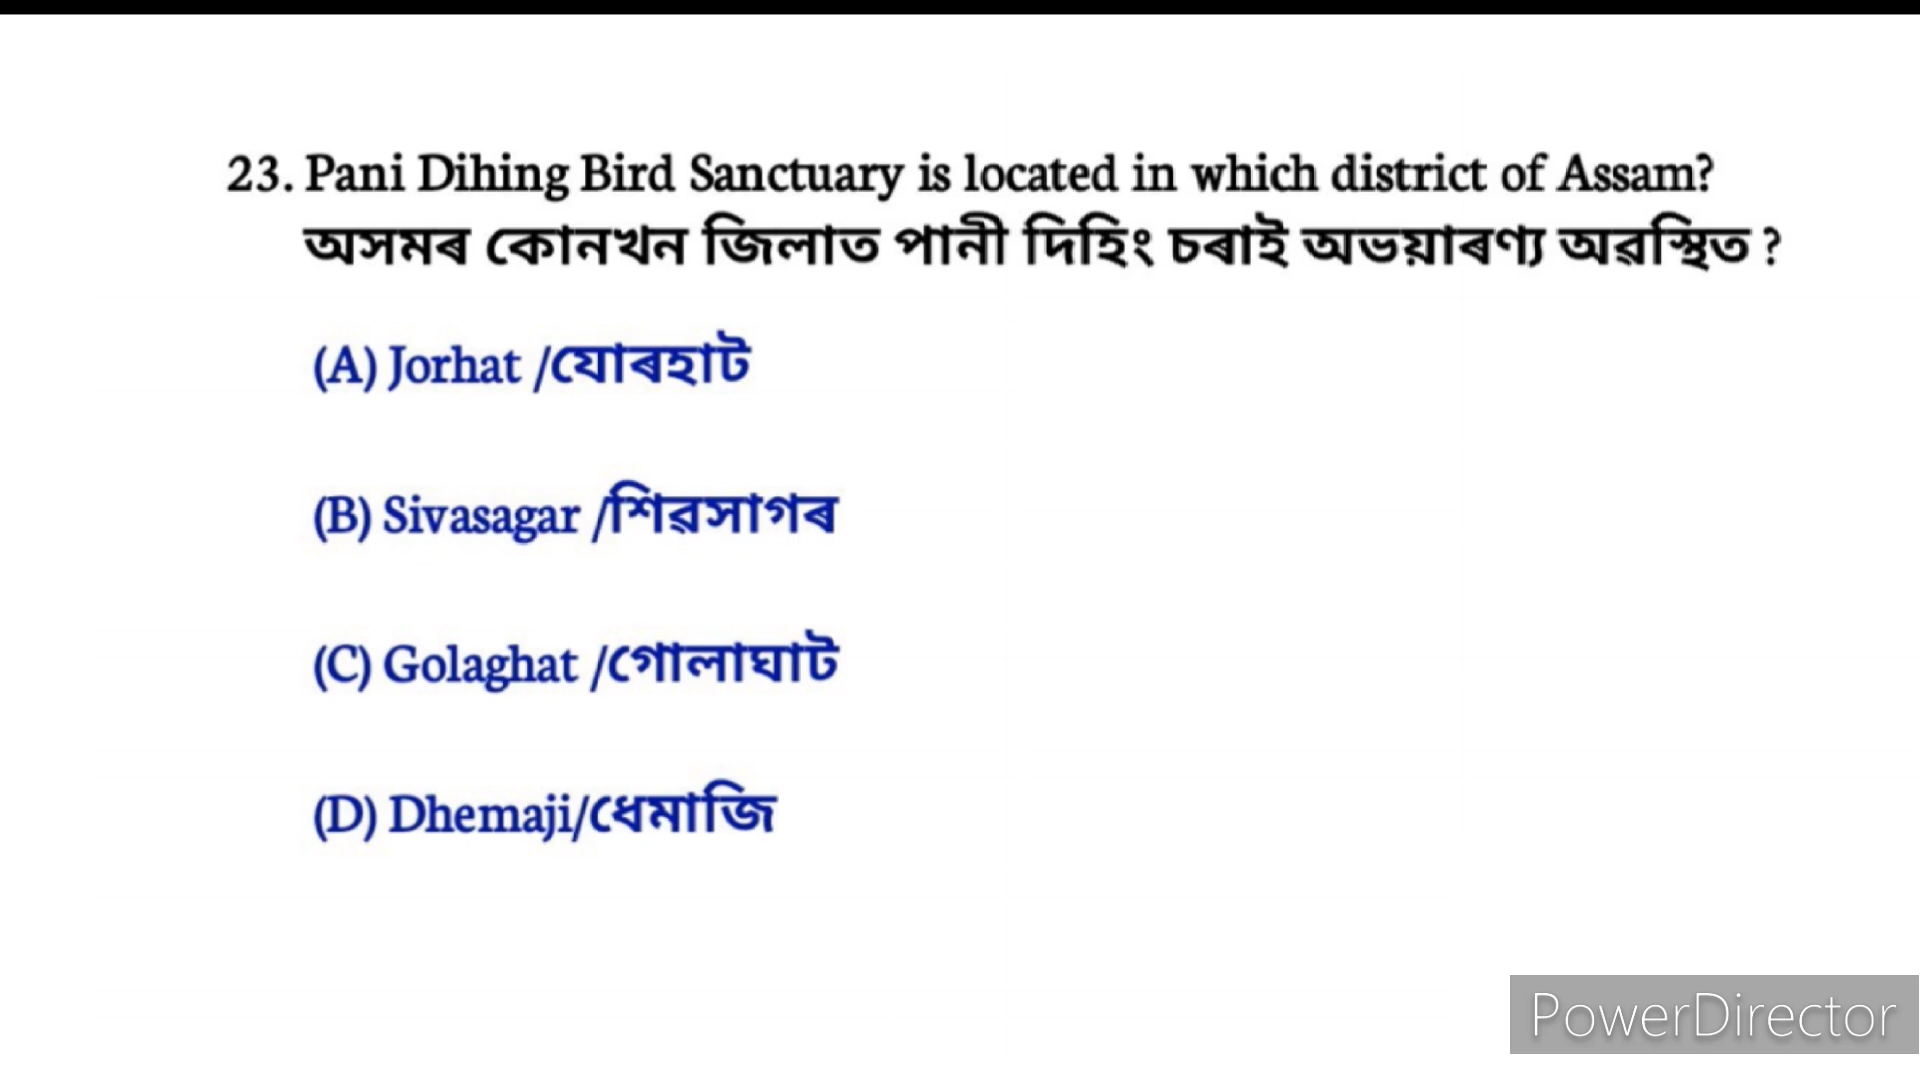 23. Pani Dihing Bird Sanctuary is located in which district of Assam?
অসমৰ কোনখন জিলাত পানী দিহিং চৰাই অভয়াৰণ্য অৱস্থিত ?
(A) Jorhat /যোৰহাট
(B) Sivasagar /শিৱসাগৰ
(C) Golaghat /গোলাঘাট
(D) Dhemaji/ধেমাজি
PowerDirector